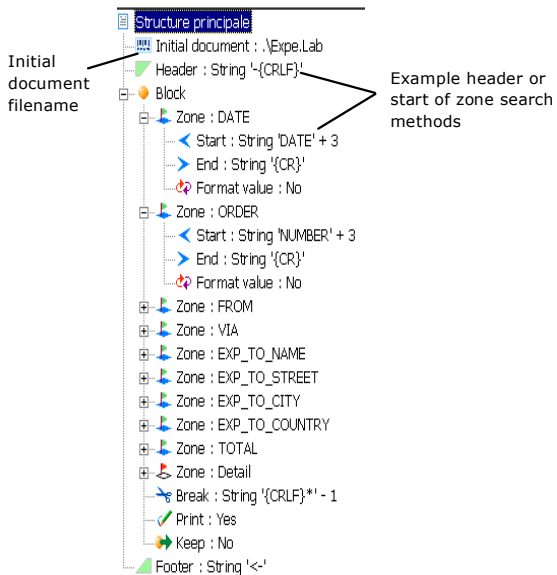 Structure principale
Initial document : .\Expe.Lab
Header : String '-{CRLF}'
Block
Zone : DATE
Start : String 'DATE' + 3
End : String '{CR}'
Format value : No
Zone : ORDER
Start : String 'NUMBER' + 3
End : String '{CR}'
Format value : No
Zone : FROM
Zone : VIA
Zone : EXP_TO_NAME
Zone : EXP_TO_STREET
Zone : EXP_TO_CITY
Zone : EXP_TO_COUNTRY
Zone : TOTAL
Zone : Detail
Break : String '{CRLF}*' - 1
Print : Yes
Keep : No
Footer : String '<-'
Initial
document
filename
Example header or
start of zone search
methods